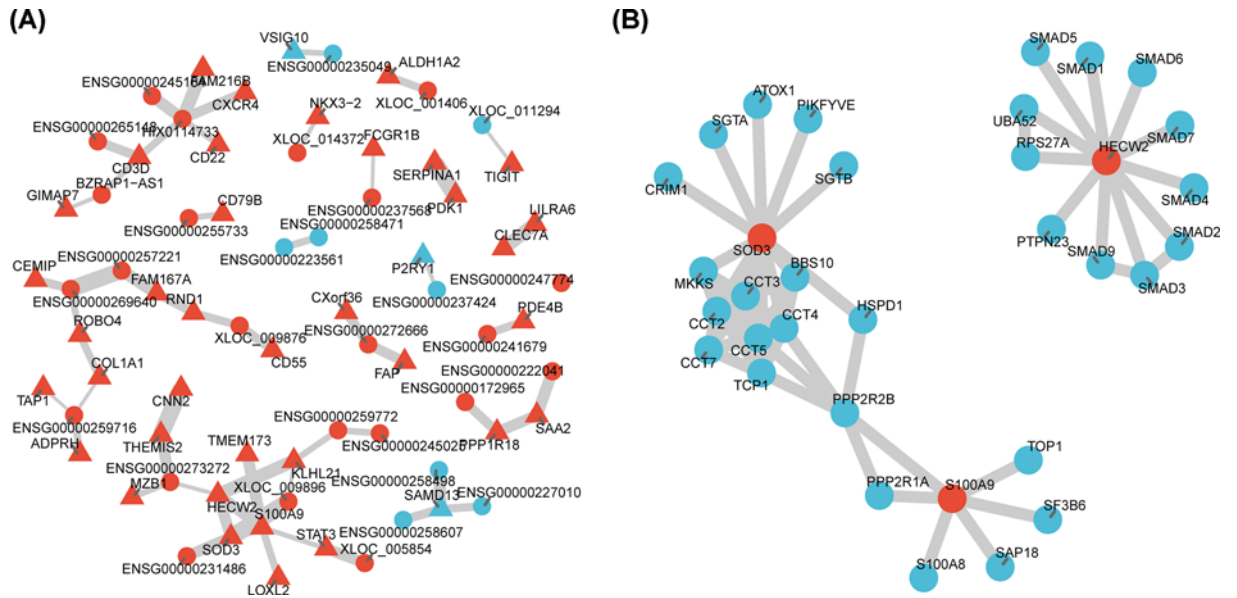 (A)
(B)
VSIG10
ENSG00000235049
ALDH1A2
XLOC_001406
FAM216B
CXCR4
HIX0114733
ENSG00000265148
CD3D
CD22
BZRAP1-AS1
GIMAP7
NKX3-2
XLOC_014372
FCGR1B
ENSG00000237568
XLOC_011294
TIGIT
SERPINA1
PDK1
CD79B
ENSG00000255733
ENSG00000258471
ENSG00000223561
LILRA6
CLEC7A
P2RY1
ENSG00000237424
ENSG00000247774
ENSG00000257221
CEMIP
FAM167A
ENSG00000269640
RND1
ROBO4
XLOC_009876
CD55
COL1A1
TAP1
ENSG00000259716
ADPRH
CXorf36
ENSG00000272666
FAP
PDE4B
ENSG00000241679
ENSG00000222041
ENSG00000172965
SAA2
PPP1R18
CNN2
THEMIS2
ENSG00000273272
MZB1
TMEM173
ENSG00000259772
ENSG00000245025
KLHL21
XLOC_009896
HECW2
S100A9
SOD3
ENSG00000231486
STAT3
XLOC_005854
LOXL2
ENSG00000258498
SAMD13
ENSG00000227010
ENSG00000258607
SMAD5
SMAD1
SMAD6
UBA52
SMAD7
RPS27A
HECW2
SMAD4
PTPN23
SMAD2
SMAD9
SMAD3
ATOX1
SGTA
PIKFYVE
CRIM1
SGTB
SOD3
MKKS
CCT3
BBS10
CCT2
CCT4
HSPD1
CCT7
CCT5
TCP1
PPP2R2B
PPP2R1A
S100A9
TOP1
SF3B6
SAP18
S100A8